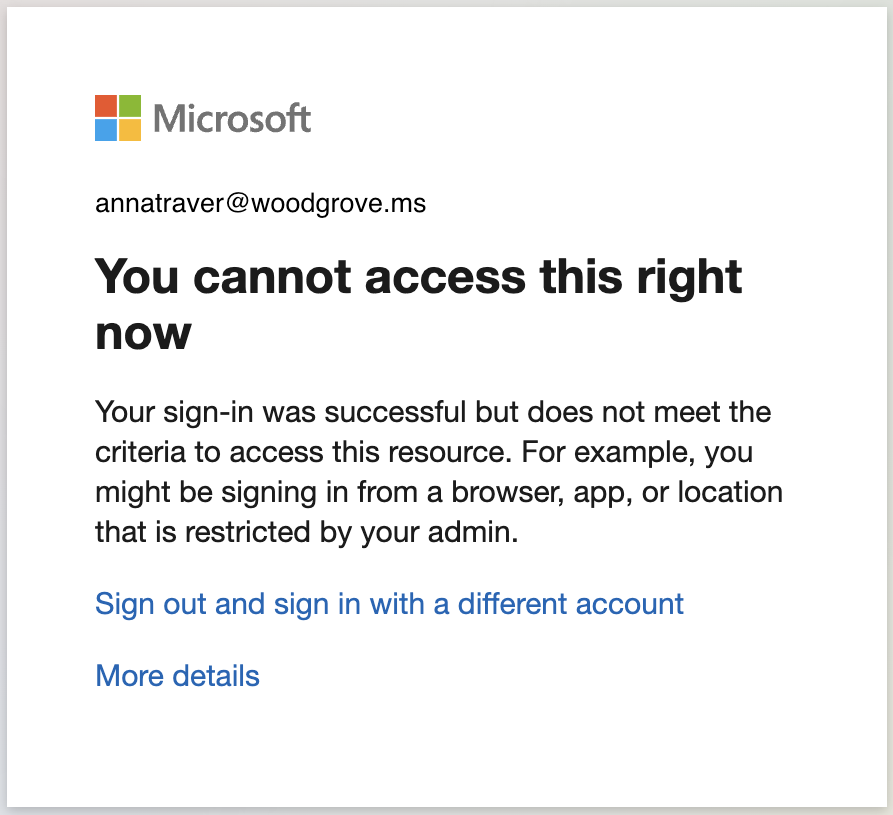 Microsoft
annatraver@woodgrove.ms
You cannot access this right
now
Your sign-in was successful but does not meet the
criteria to access this resource. For example, you
might be signing in from a browser, app, or location
that is restricted by your admin.
Sign out and sign in with a different account
More details